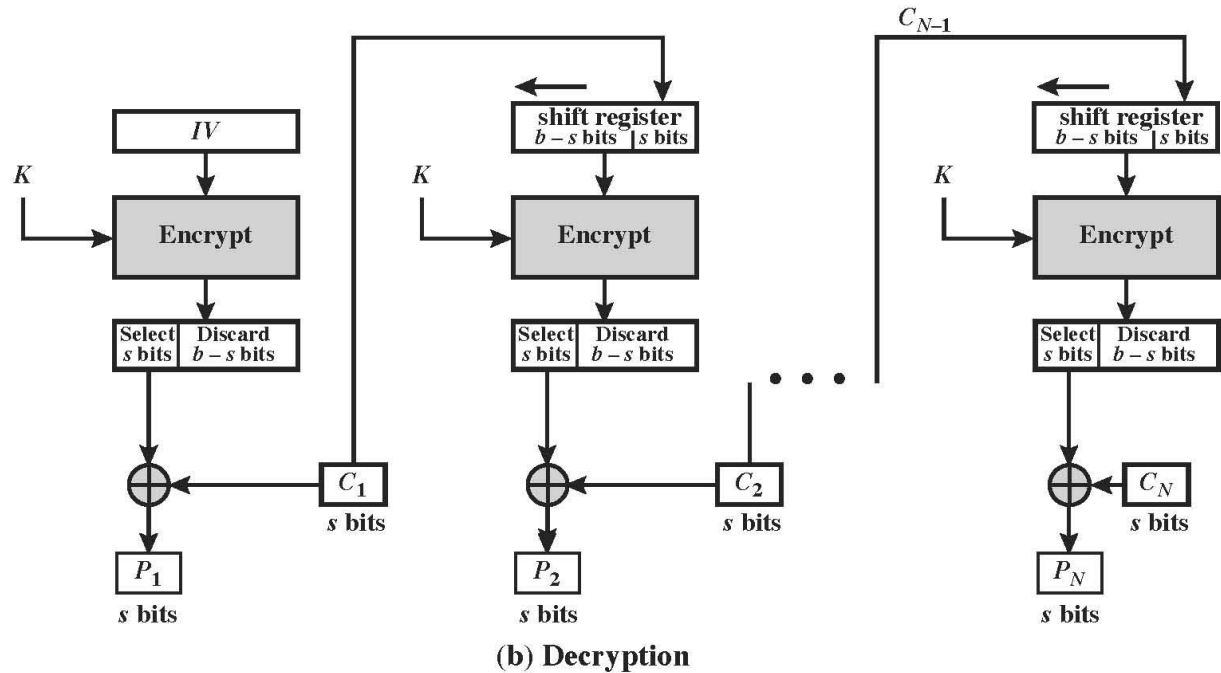 C_{N–1}
IV
K
Encrypt
Select
s bits
Discard
b – s bits
C_1
s bits
P_1
s bits
shift register
b – s bits
s bits
K
Encrypt
Select
s bits
Discard
b – s bits
C_2
s bits
P_2
s bits
shift register
b – s bits
s bits
K
Encrypt
Select
s bits
Discard
b – s bits
C_N
s bits
P_N
s bits
(b) Decryption